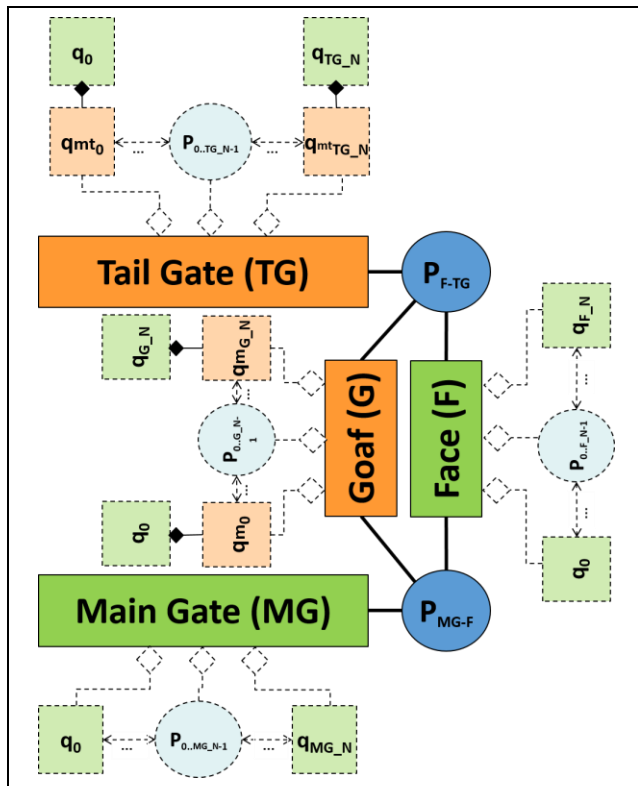 q0
qTG_N
qmt0
...
P0..TG_N-1
...
qmtTG_N
Tail Gate (TG)
PF-TG
qG_N
qmG_N
...
P0..G_N-
1
...
q0
qm0
Goaf (G)
Face (F)
qF_N
...
P0..F_N-1
...
q0
Main Gate (MG)
PMG-F
q0
...
P0..MG_N-1
...
qMG_N